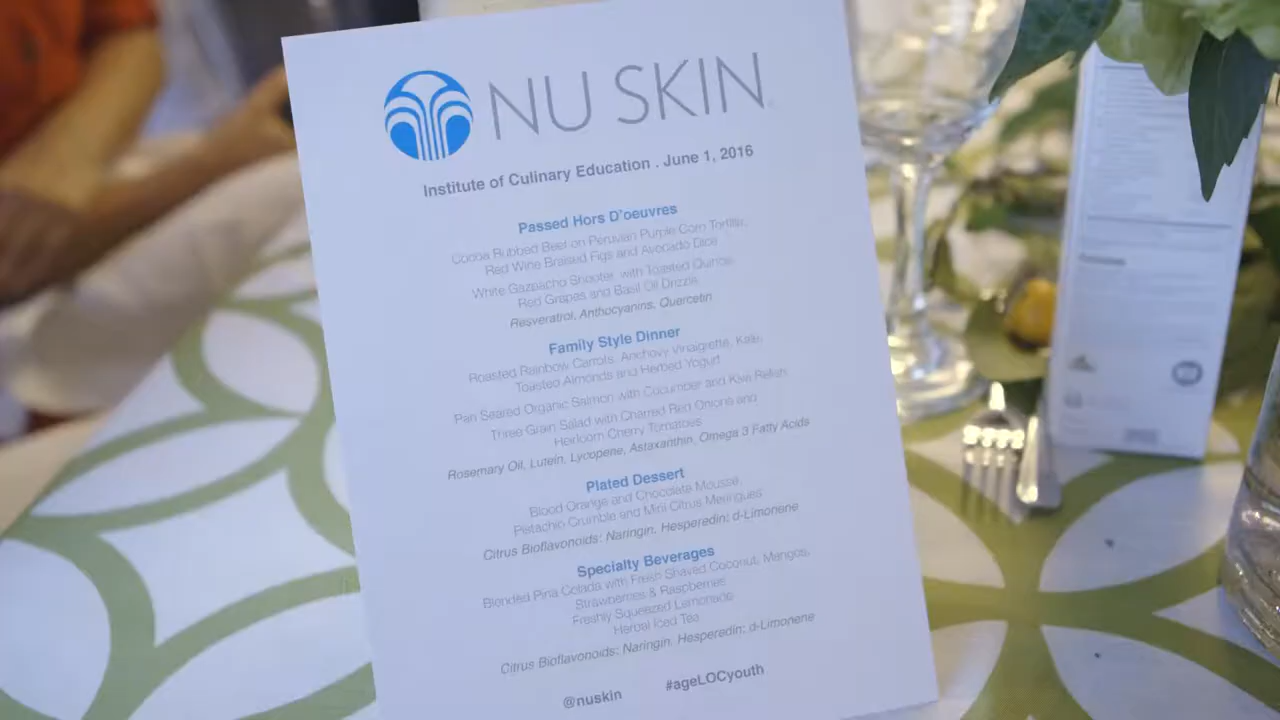 NU SKIN
Institute of Culinary Education . June 1, 2016
Passed Hors D'oeuvres
Cocoa Rubbed Beef on Peruvian Purple Corn Tortilla,
Red Wine Braised Figs and Avocado Dice
White Gazpacho Shooter, with Toasted Quince,
Red Grapes and Basil Oil Drizzle
Resveratrol, Anthocyanins, Quercetin
Family Style Dinner
Roasted Rainbow Carrots, Anchovy Vinaigrette, Kale,
Toasted Almonds and Herbed Yogurt
Pan Seared Organic Salmon with Cucumber and Kiwi Relish,
Three Grain Salad with Charred Red Onions and
Heirloom Cherry Tomatoes
Rosemary Oil, Lutein, Lycopene, Astaxanthin, Omega 3 Fatty Acids
Plated Dessert
Blood Orange and Chocolate Mousse,
Pistachio Crumble and Mini Citrus Meringues
Citrus Bioflavonoids: Naringin, Hesperedin; d-Limonene
Specialty Beverages
Blended Pina Colada with Fresh Shaved Coconut, Mangos,
Strawberries & Raspberries
Freshly Squeezed Lemonade
Herbal Iced Tea
Citrus Bioflavonoids: Naringin, Hesperedin; d-Limonene
@nuskin #ageLOCyouth